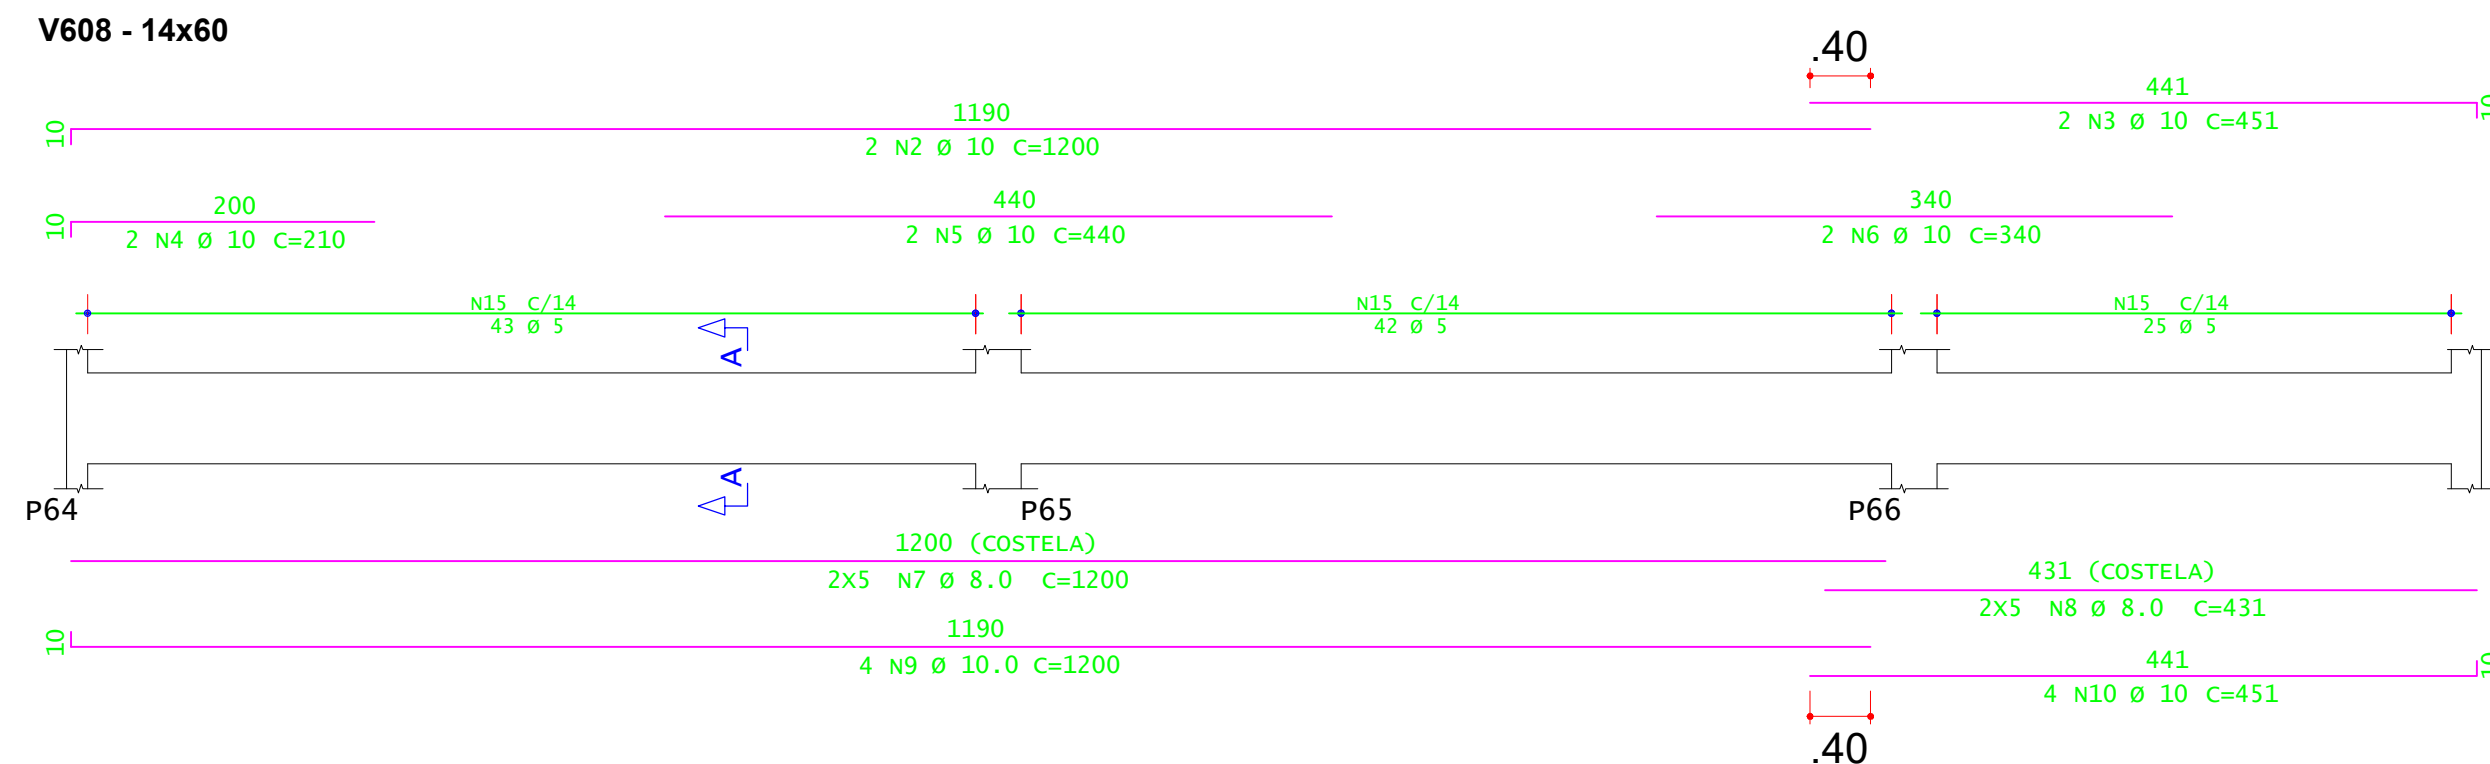 V608 - 14x60
.40
441
10
2 N3 Ø 10 C=451
1190
10
2 N2 Ø 10 C=1200
200
10
2 N4 Ø 10 C=210
440
2 N5 Ø 10 C=440
340
2 N6 Ø 10 C=340
N15 C/14
43 Ø 5
N15 C/14
42 Ø 5
N15 C/14
25 Ø 5
A
A
P64
P65
P66
1200 (COSTELA)
2X5 N7 Ø 8.0 C=1200
431 (COSTELA)
2X5 N8 Ø 8.0 C=431
1190
10
4 N9 Ø 10.0 C=1200
441
10
4 N10 Ø 10 C=451
.40